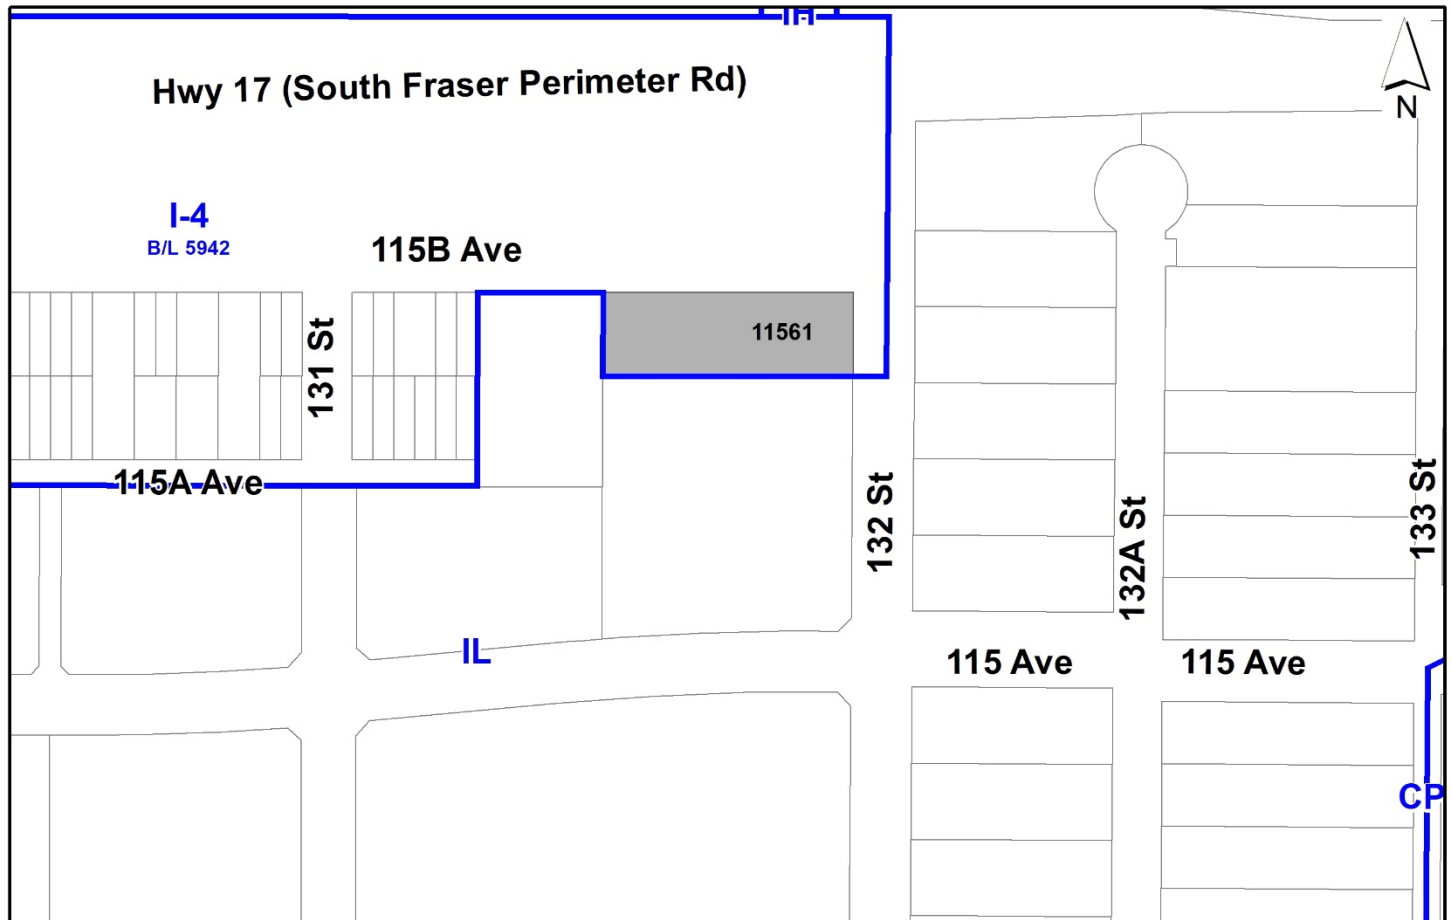 IH
Hwy 17 (South Fraser Perimeter Rd)
N
I-4
B/L 5942
115B Ave
11561
131 St
115A Ave
132 St
132A St
133 St
IL
115 Ave
115 Ave
CP